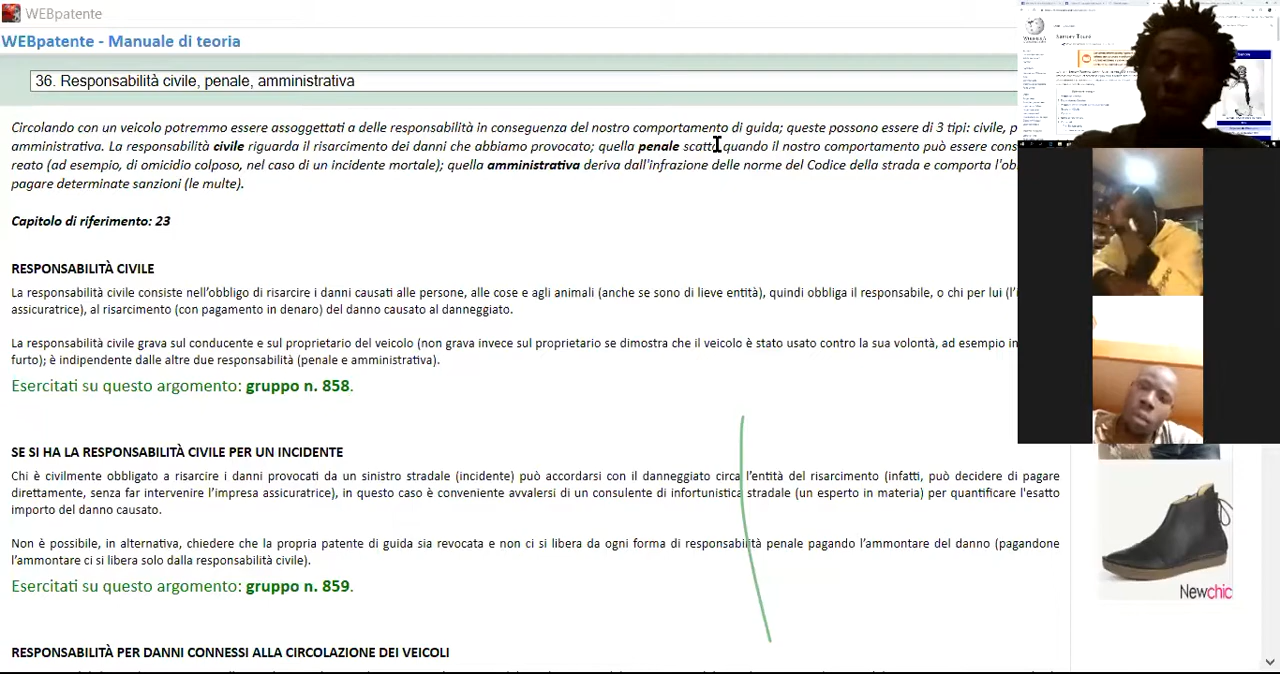 WEBpatente
WEBpatente - Manuale di teoria
36. Responsabilità civile, penale, amministrativa
Circolando con un veicolo possono essere assoggettati a delle responsabilità in base al nostro comportamento di guida; queste possono essere di 3 tipi: civile, p
amministrativa. La responsabilità civile riguarda il risarcimento dei danni che abbiamo provocato; quella penale scatta quando il nostro comportamento può essere cons
reato (ad esempio, di omicidio colposo, nel caso di un incidente mortale); quella amministrativa deriva dall'infrazione delle norme del Codice della strada e comporta l'ob
pagare determinate sanzioni (le multe).
Capitolo di riferimento: 23
RESPONSABILITÀ CIVILE
La responsabilità civile consiste nell'obbligo di risarcire i danni causati alle persone, alle cose e agli animali (anche se sono di lieve entità), quindi obbliga il responsabile, o chi per lui (l'i
assicuratrice), al risarcimento (con pagamento in denaro) del danno causato al danneggiato.
La responsabilità civile grava sul conducente e sul proprietario del veicolo (non grava invece sul proprietario se dimostra che il veicolo è stato usato contro la sua volontà, ad esempio in
furto); è indipendente dalle altre due responsabilità (penale e amministrativa).
Esercitati su questo argomento: gruppo n. 858.
SE SI HA LA RESPONSABILITÀ CIVILE PER UN INCIDENTE
Chi è civilmente obbligato a risarcire i danni provocati da un sinistro stradale (incidente) può accordarsi con il danneggiato circa l'entità del risarcimento (infatti, può decidere di pagare
direttamente, senza far intervenire l'impresa assicuratrice), in questo caso è conveniente avvalersi di un consulente di infortunistica stradale (un esperto in materia) per quantificare l'esatto
importo del danno causato.
Non è possibile, in alternativa, chiedere che la propria patente di guida sia revocata e non ci si libera da ogni forma di responsabilità penale pagando l'ammontare del danno (pagandone
l'ammontare ci si libera solo dalla responsabilità civile).
Esercitati su questo argomento: gruppo n. 859.
RESPONSABILITÀ PER DANNI CONNESSI ALLA CIRCOLAZIONE DEI VEICOLI
Newchic